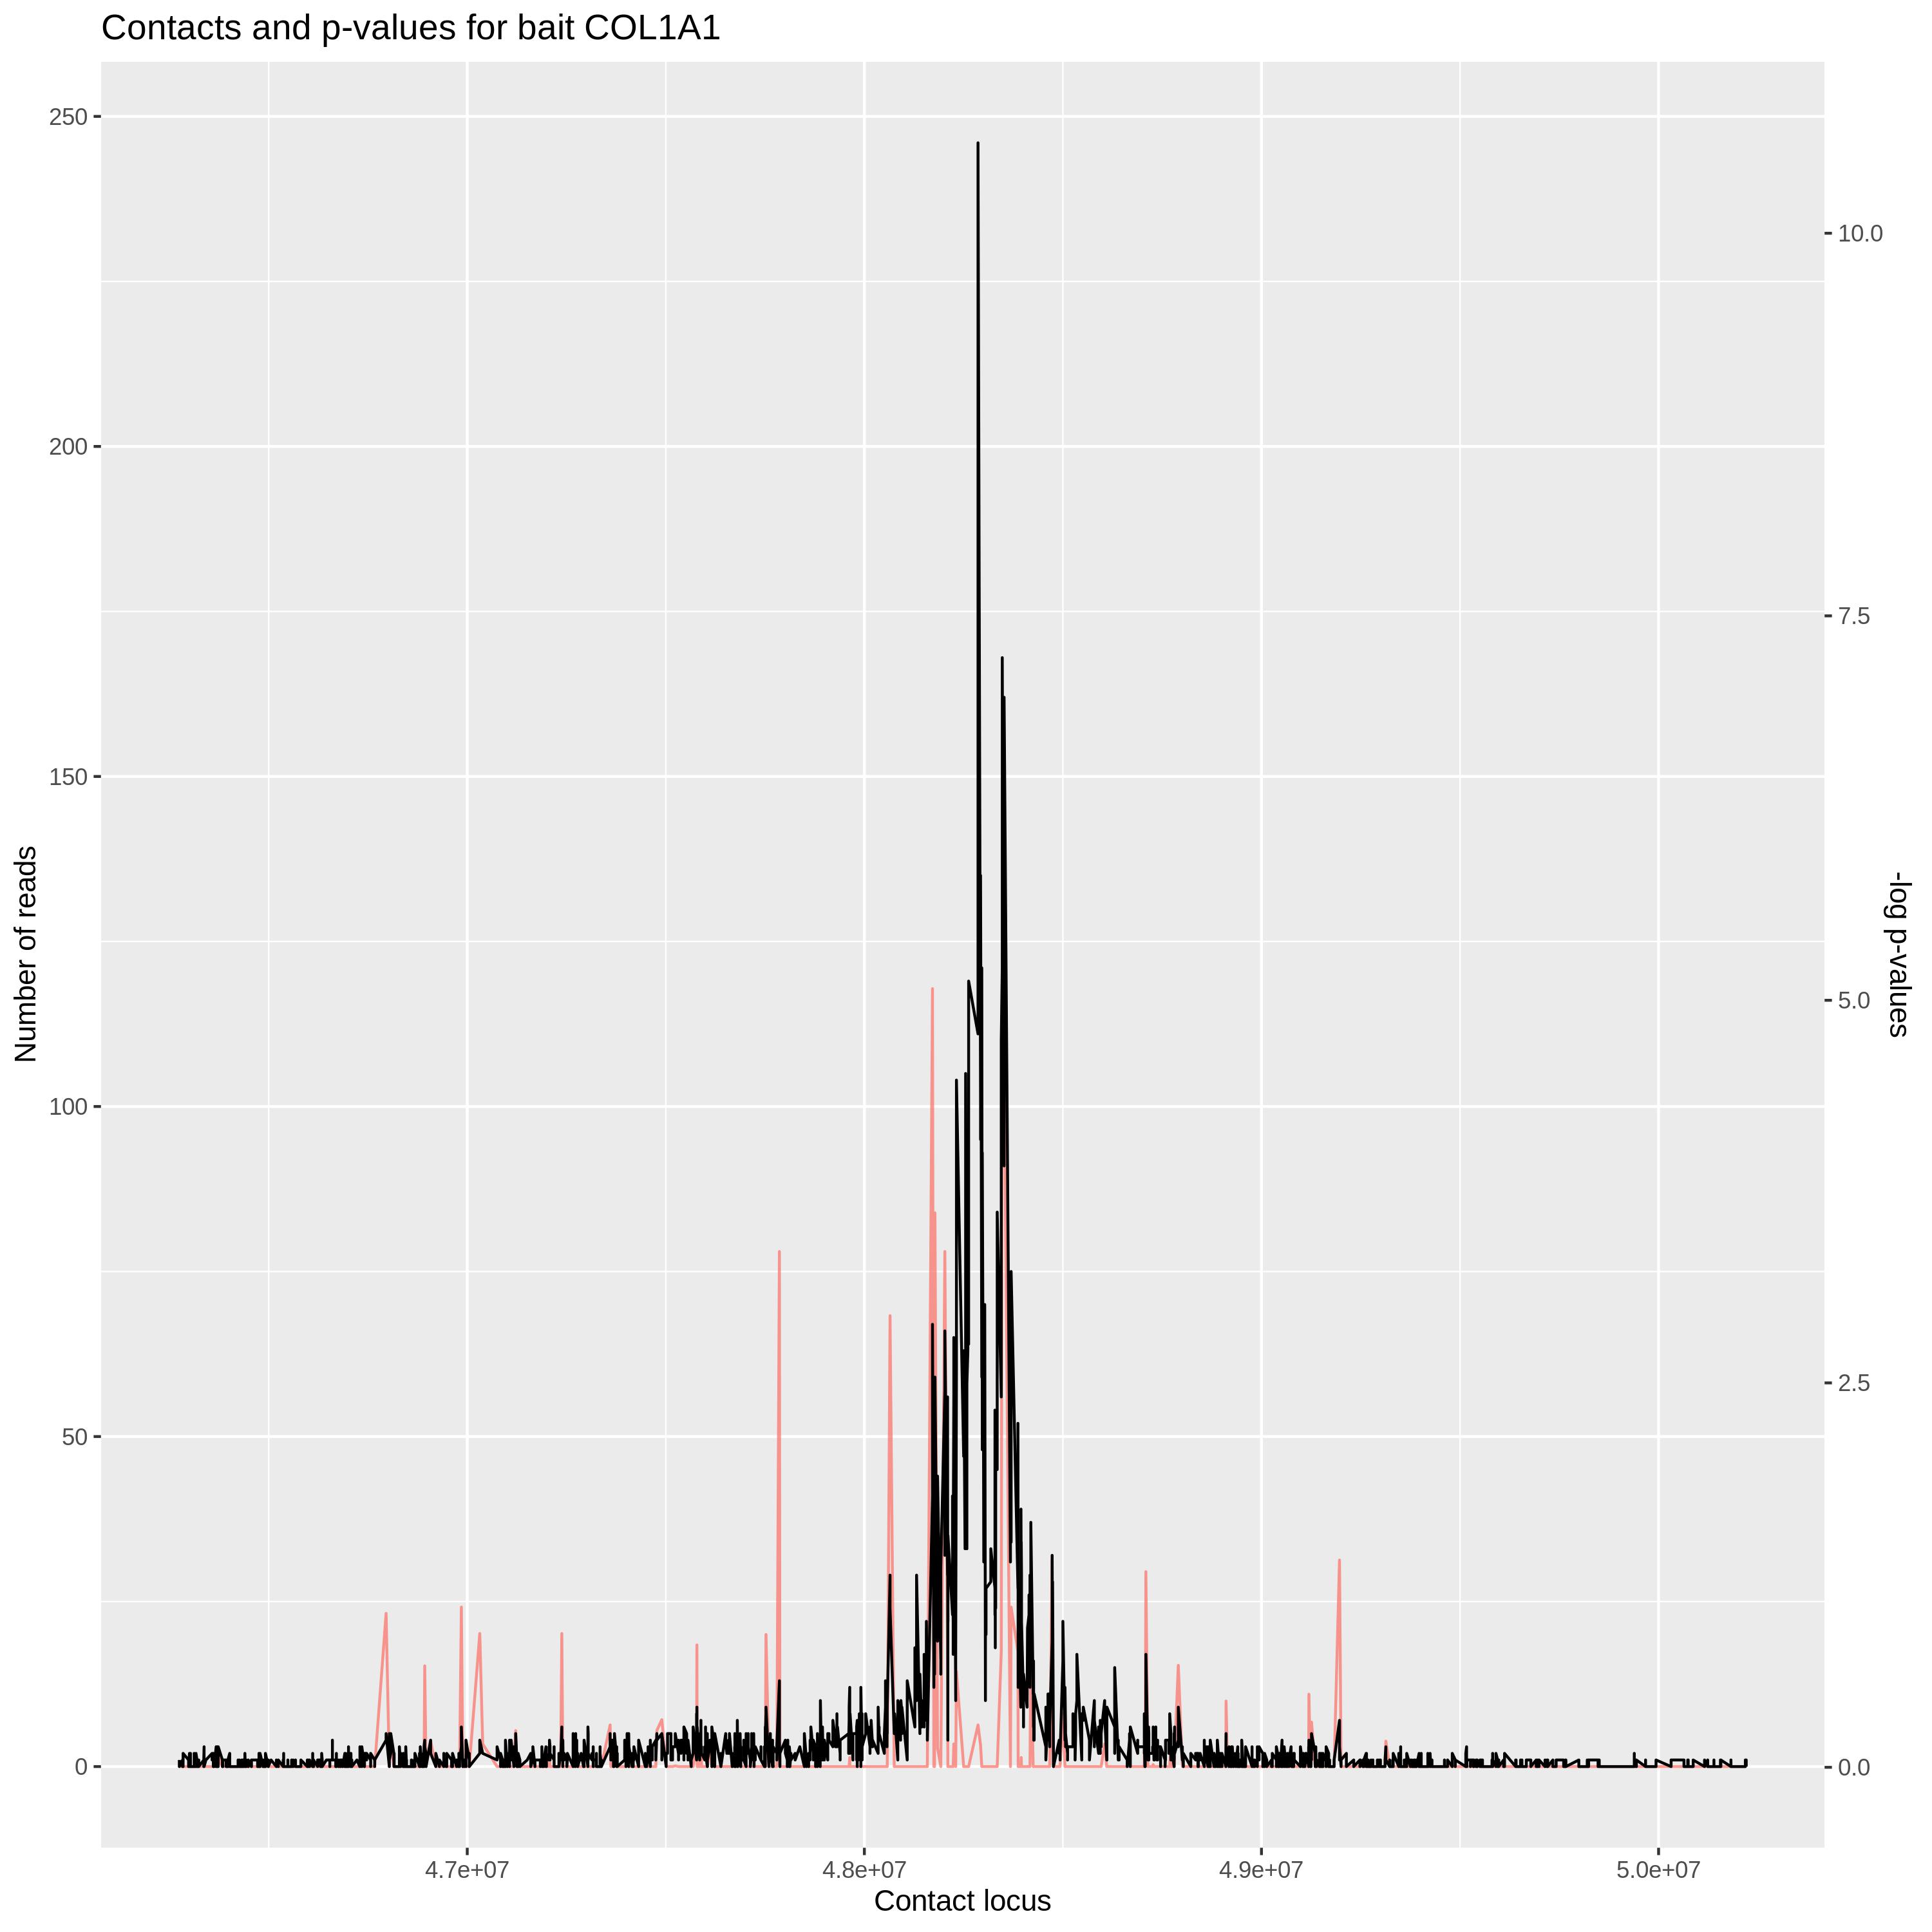 Contacts and p-values for bait COL1A1
250
200
150
100
50
0
Number of reads
10.0
7.5
5.0
2.5
0.0
-log p-values
4.7e+07
4.8e+07
4.9e+07
5.0e+07
Contact locus